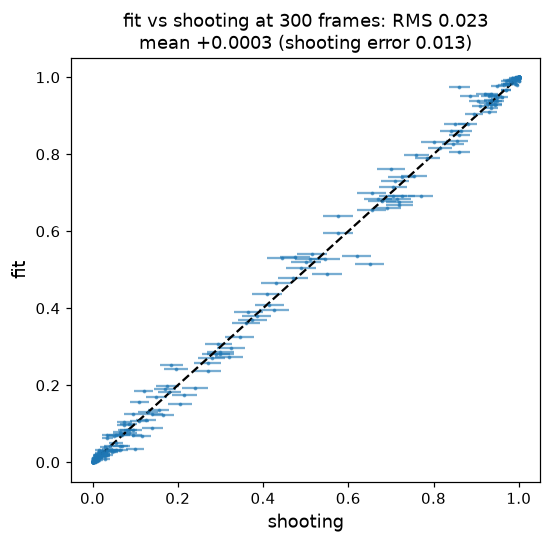 fit vs shooting at 300 frames: RMS 0.023
mean +0.0003 (shooting error 0.013)
1.0
0.8
0.6
0.4
0.2
0.0
fit
0.0 0.2 0.4 0.6 0.8 1.0
shooting